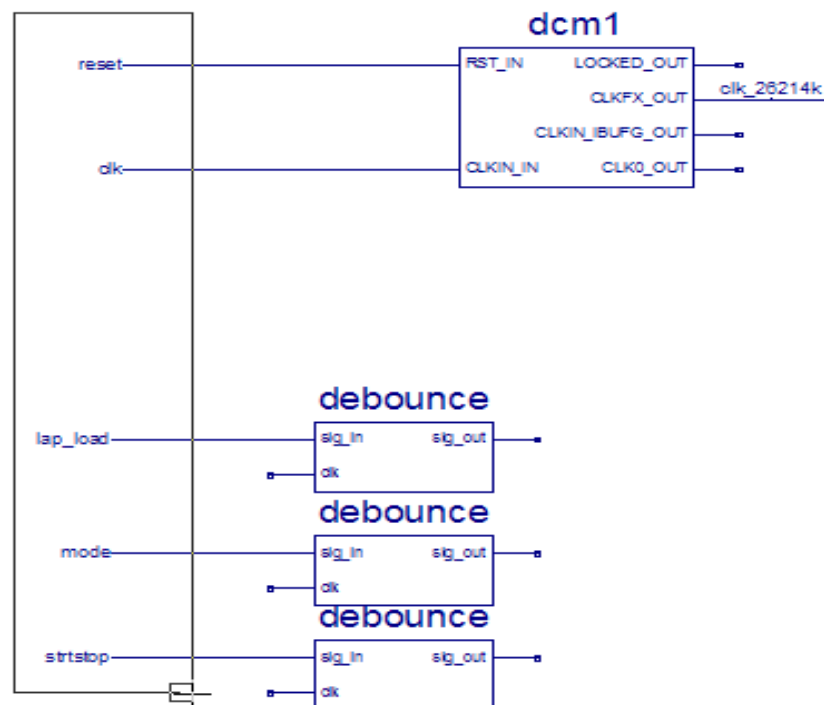 dcm1
reset
RST_IN LOCKED_OUT
CLKFX_OUT clk_26214k
CLKIN_IBUFG_OUT
clk
CLKIN_IN CLK0_OUT
debounce
lap_load
sig_in sig_out
clk
debounce
mode
sig_in sig_out
clk
debounce
strtstop
sig_in sig_out
clk